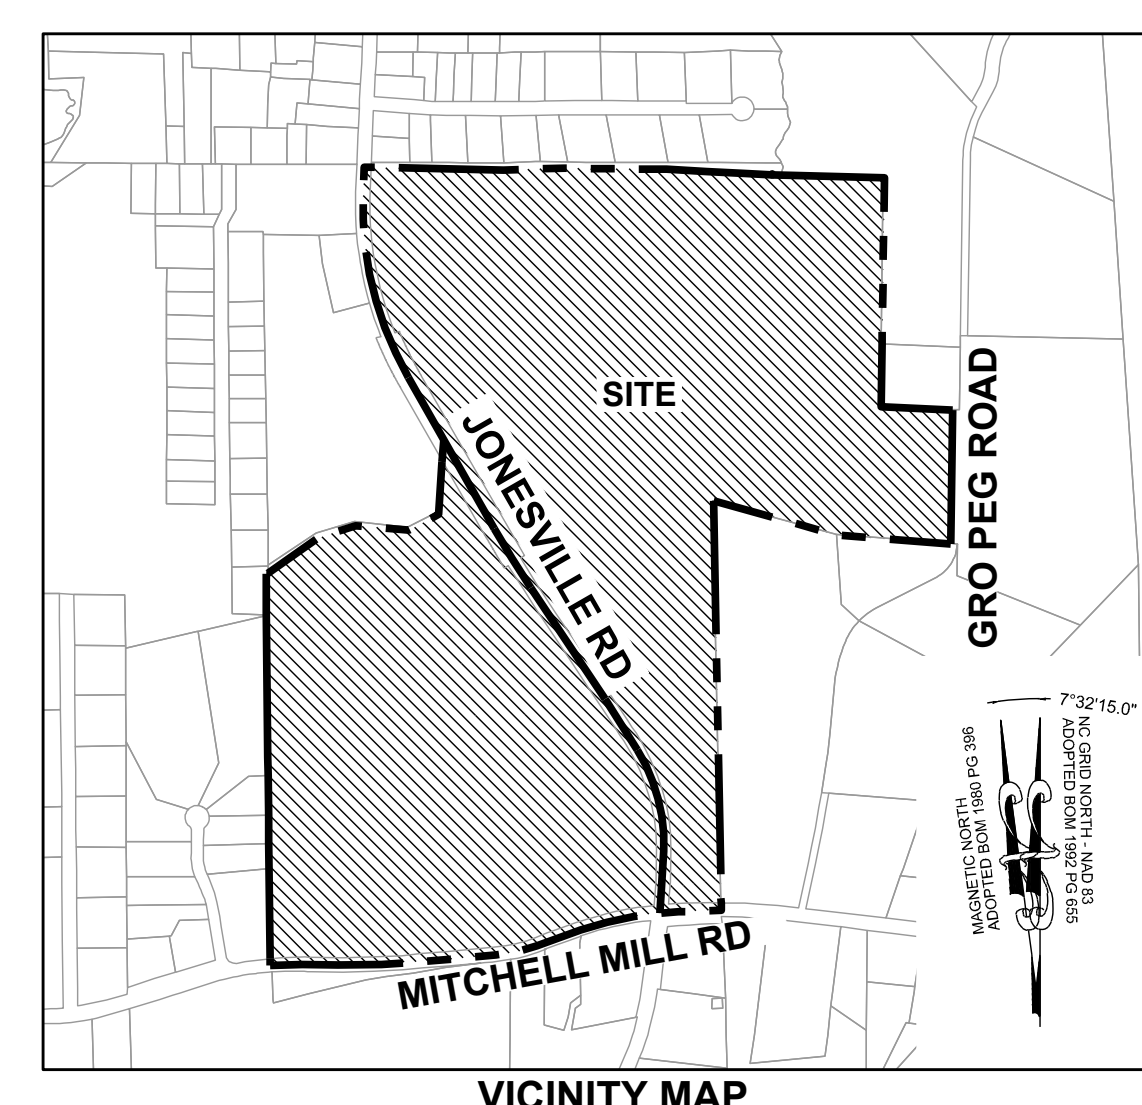 SITE
JONESVILLE RD
GRO PEG ROAD
7°32'15.0"
MAGNETIC NORTH
ADOPTED BOM 1980 PG 396
NC GRID NORTH - NAD 83
ADOPTED BOM 1992 PG 655
MITCHELL MILL RD
VICINITY MAP